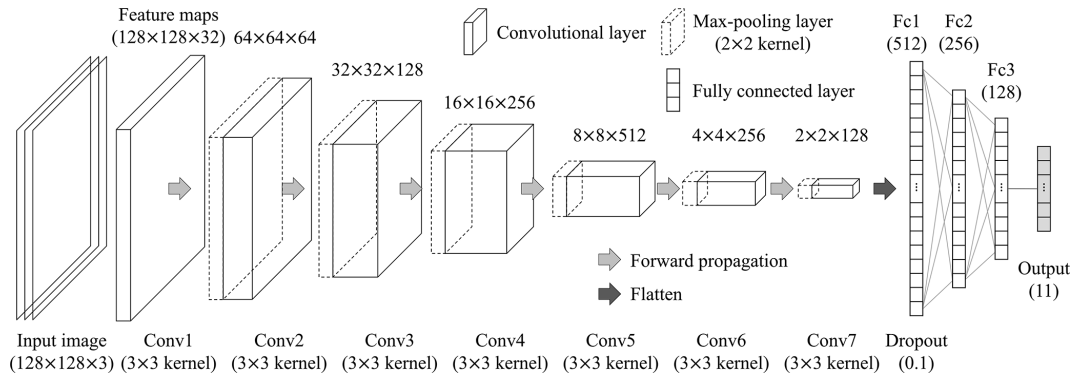 Feature maps
(128×128×32)
64×64×64
32×32×128
16×16×256
8×8×512
4×4×256
2×2×128
Convolutional layer
Max-pooling layer
(2×2 kernel)
Fully connected layer
Fc1
(512)
Fc2
(256)
Fc3
(128)
Forward propagation
Flatten
Output
(11)
Input image
(128×128×3)
Conv1
(3×3 kernel)
Conv2
(3×3 kernel)
Conv3
(3×3 kernel)
Conv4
(3×3 kernel)
Conv5
(3×3 kernel)
Conv6
(3×3 kernel)
Conv7
(3×3 kernel)
Dropout
(0.1)